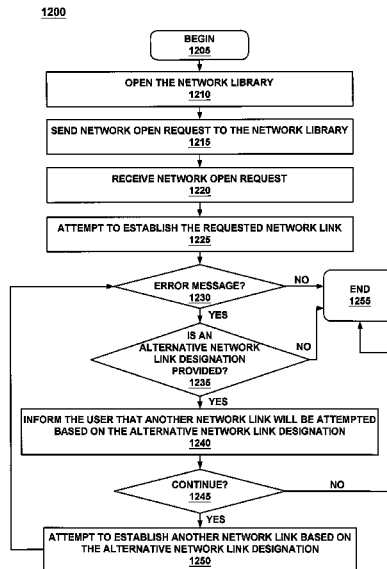 1200
BEGIN
1205
OPEN THE NETWORK LIBRARY
1210
SEND NETWORK OPEN REQUEST TO THE NETWORK LIBRARY
1215
RECEIVE NETWORK OPEN REQUEST
1220
ATTEMPT TO ESTABLISH THE REQUESTED NETWORK LINK
1225
ERROR MESSAGE?
1230
NO
END
1255
YES
IS AN
ALTERNATIVE NETWORK
LINK DESIGNATION
PROVIDED?
1235
NO
YES
INFORM THE USER THAT ANOTHER NETWORK LINK WILL BE ATTEMPTED
BASED ON THE ALTERNATIVE NETWORK LINK DESIGNATION
1240
CONTINUE?
1245
NO
YES
ATTEMPT TO ESTABLISH ANOTHER NETWORK LINK BASED ON
THE ALTERNATIVE NETWORK LINK DESIGNATION
1250